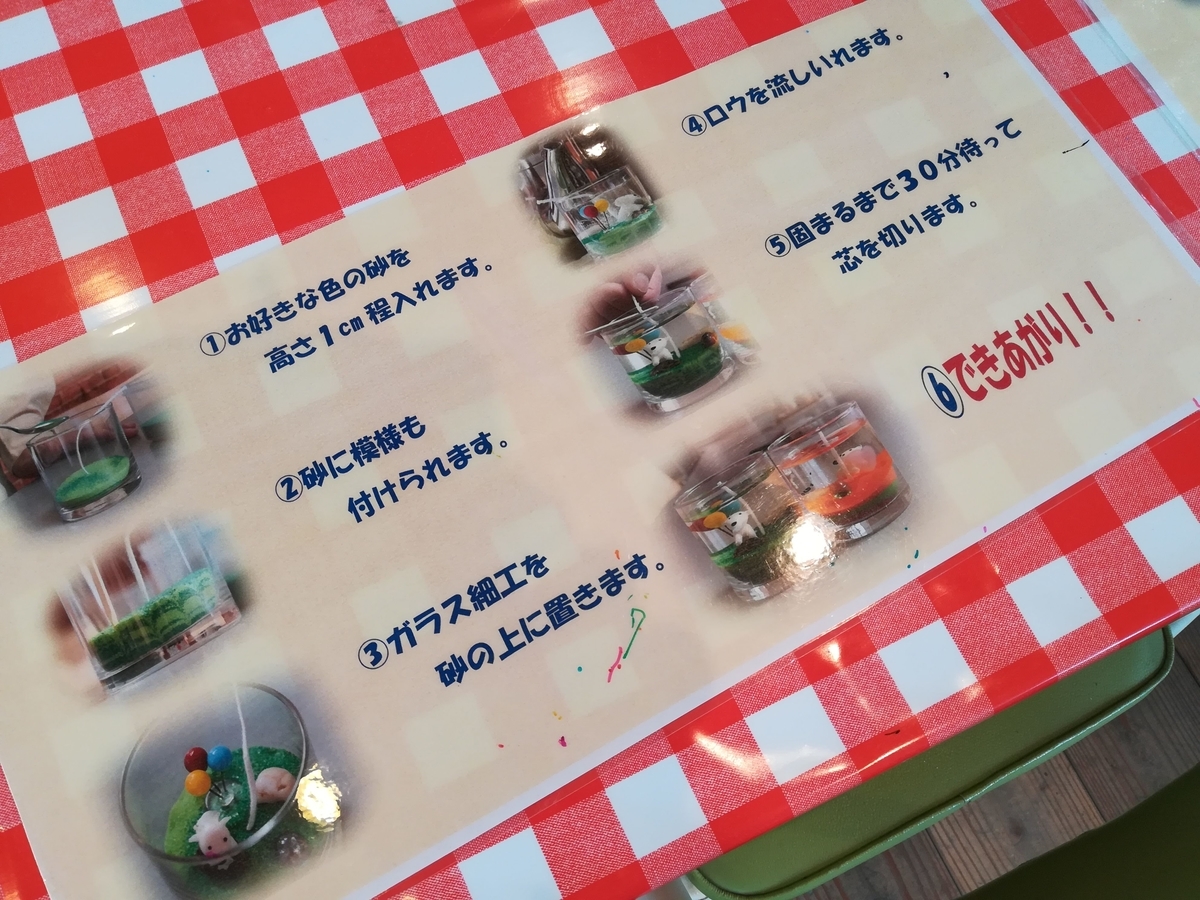 ①お好きな色の砂を
高さ1cm程入れます。
②砂に模様も
付けられます。
③ガラス細工を
砂の上に置きます。
④ロウを流しいれます。
⑤固まるまで30分待って
芯を切ります。
⑥できあがり！！